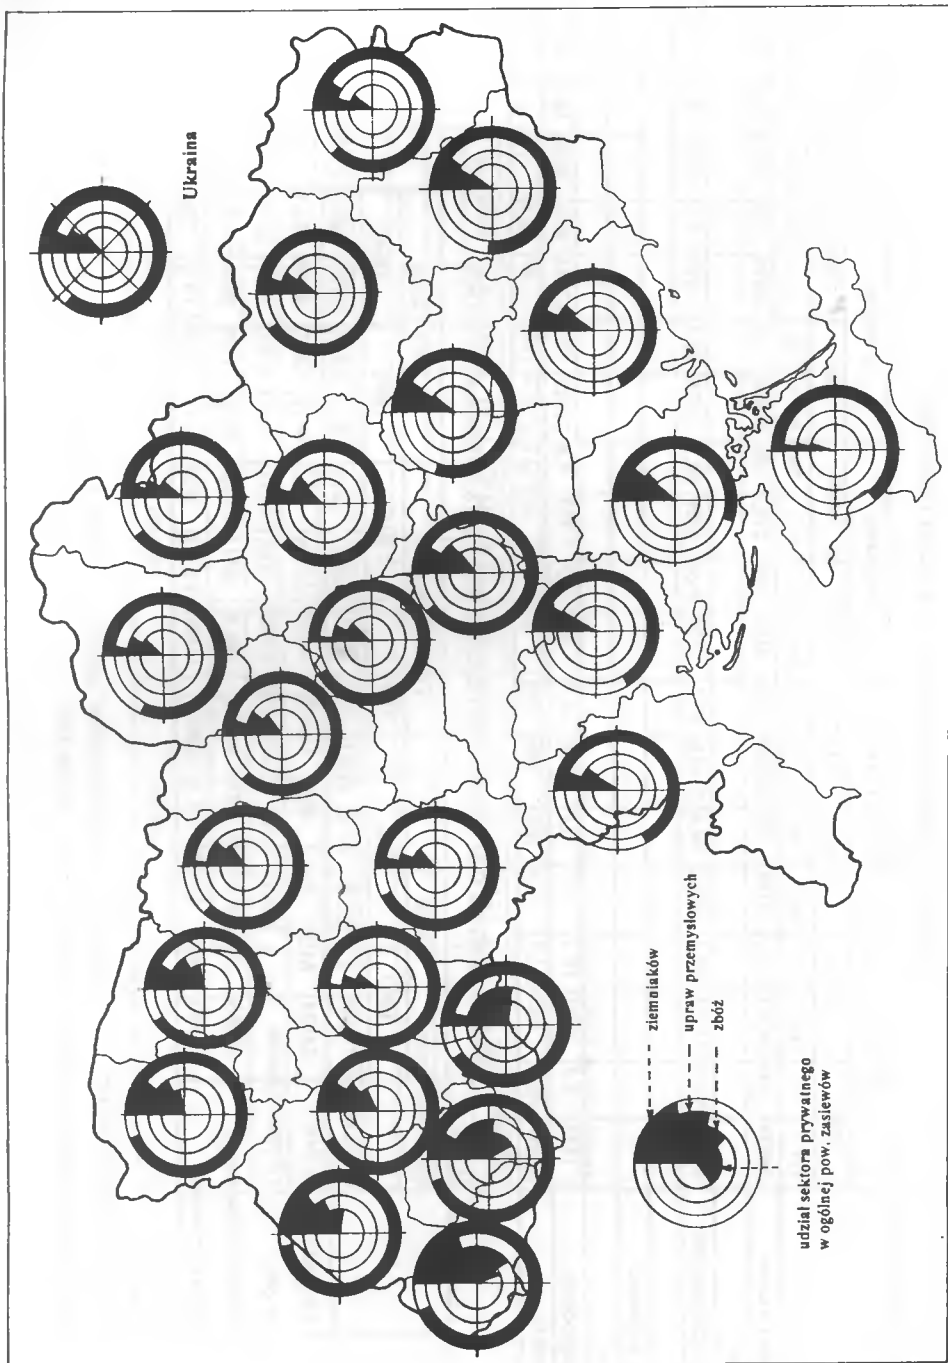 Ukraina
ziemniaków
upraw przemysłowych
zbóż
udział sektora prywatnego
w ogólnej pow. zasiewów